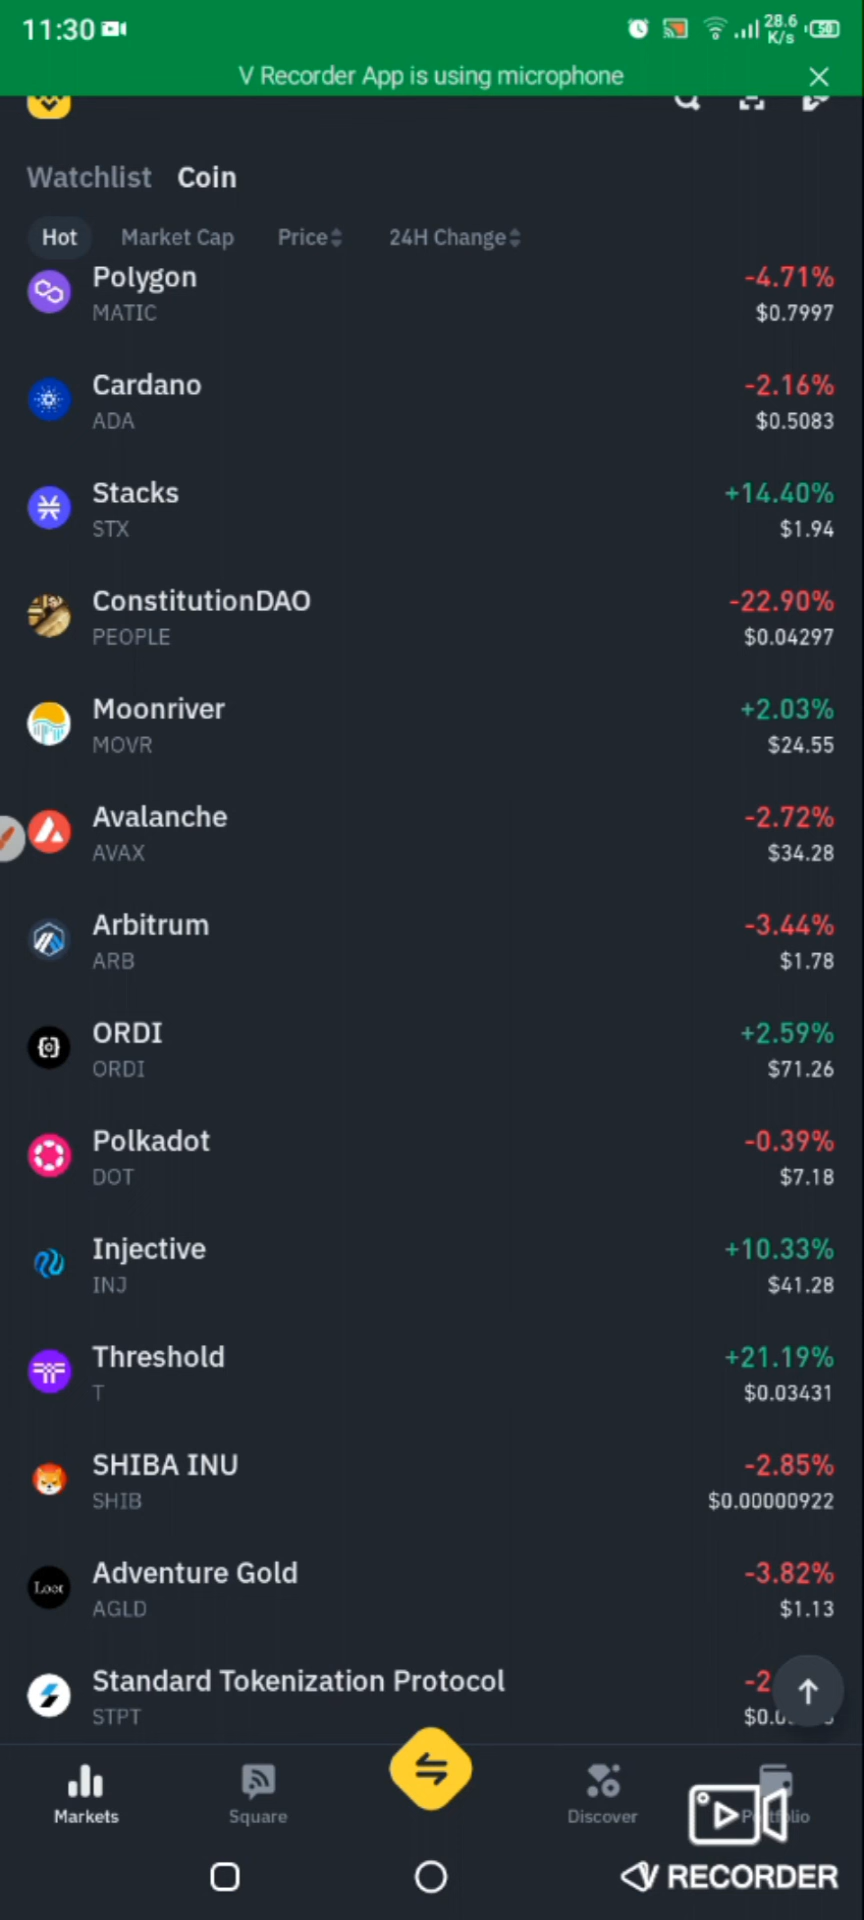 11:30
28.6
K/s
50
V Recorder App is using microphone
Watchlist Coin
Hot Market Cap Price 24H Change
Polygon -4.71%
MATIC $0.7997
Cardano -2.16%
ADA $0.5083
Stacks +14.40%
STX $1.94
ConstitutionDAO -22.90%
PEOPLE $0.04297
Moonriver +2.03%
MOVR $24.55
Avalanche -2.72%
AVAX $34.28
Arbitrum -3.44%
ARB $1.78
ORDI +2.59%
ORDI $71.26
Polkadot -0.39%
DOT $7.18
Injective +10.33%
INJ $41.28
Threshold +21.19%
T $0.03431
SHIBA INU -2.85%
SHIB $0.00000922
Loot
Adventure Gold -3.82%
AGLD $1.13
Standard Tokenization Protocol
STPT
Markets Square Discover
V RECORDER